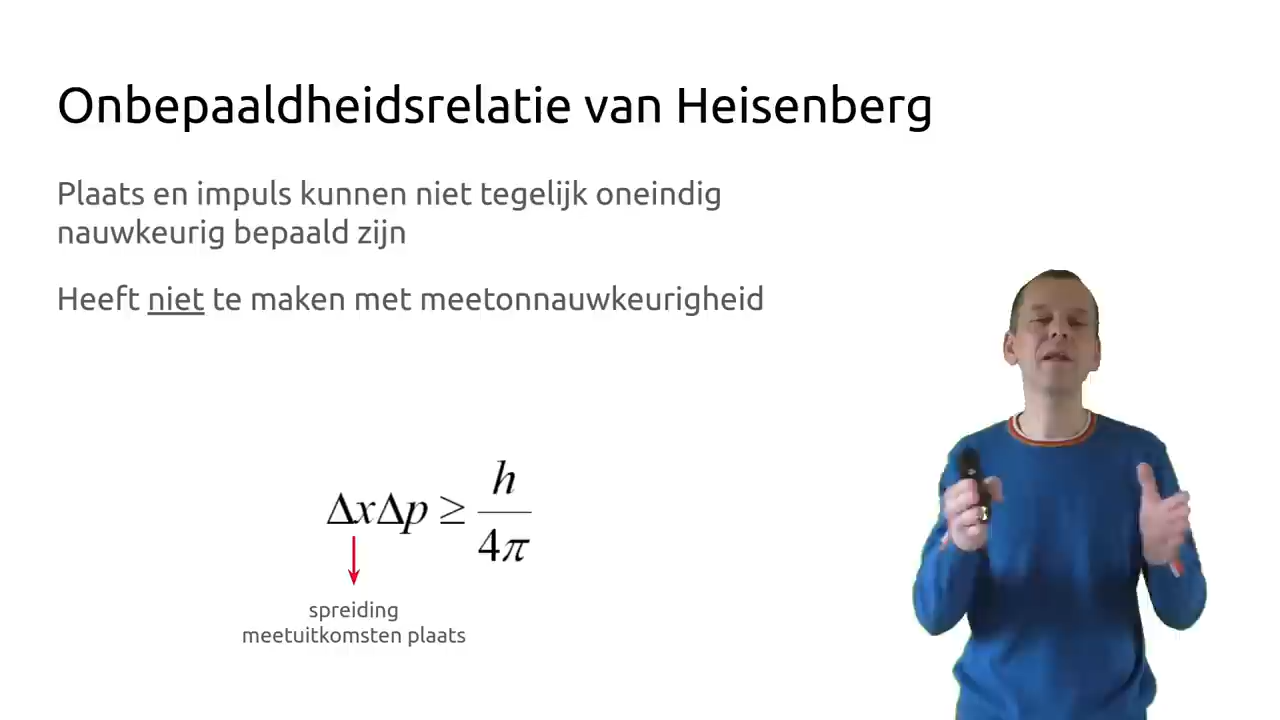 Onbepaaldheidsrelatie van Heisenberg
Plaats en impuls kunnen niet tegelijk oneindig
nauwkeurig bepaald zijn
Heeft niet te maken met meetonnauwkeurigheid
ΔxΔp ≥ h/4π
spreiding
meetuitkomsten plaats